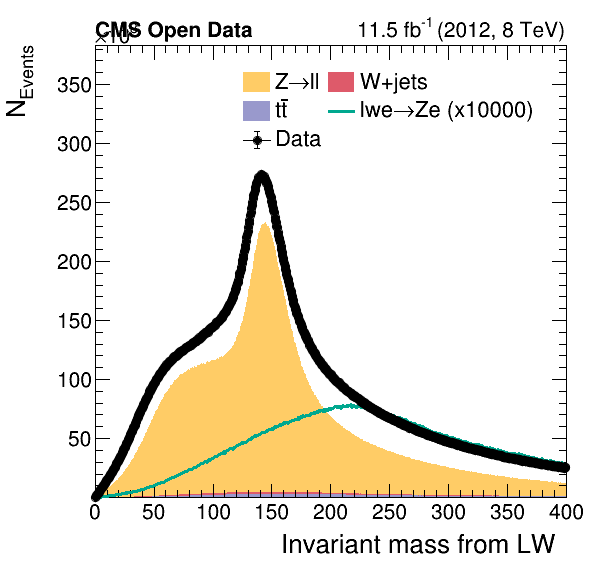 CMS Open Data 11.5 fb⁻¹ (2012, 8 TeV)
N_Events
Z→ll W+jets
tt̄ lwe→Ze (x10000)
Data
350
300
250
200
150
100
50
0 50 100 150 200 250 300 350 400
Invariant mass from LW